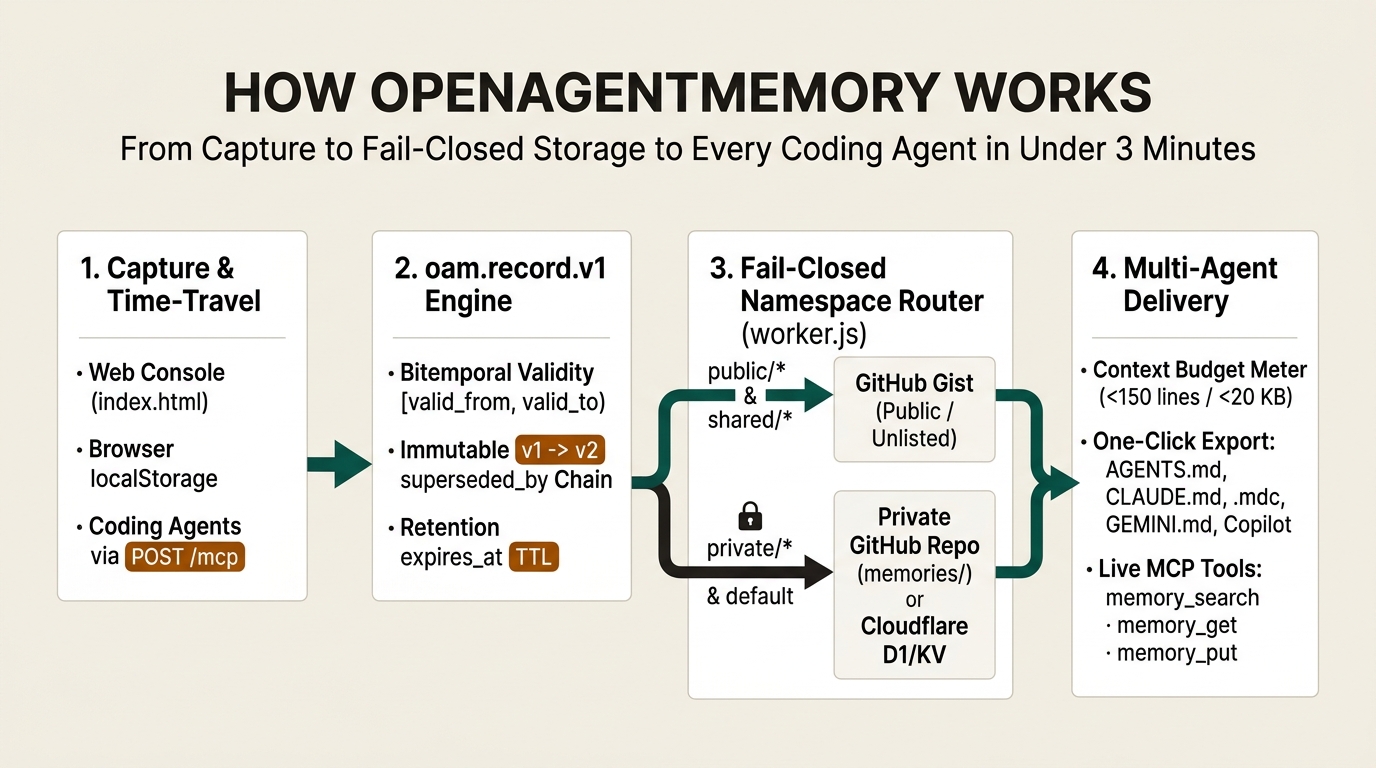 HOW OPENAGENTMEMORY WORKS
From Capture to Fail-Closed Storage to Every Coding Agent in Under 3 Minutes
1. Capture &
Time-Travel
• Web Console
(index.html)
• Browser
localStorage
• Coding Agents
via POST /mcp
2. oam.record.v1
Engine
• Bitemporal Validity
[valid_from, valid_to)
• Immutable v1 -> v2
superseded_by Chain
• Retention
expires_at TTL
3. Fail-Closed
Namespace Router
(worker.js)
public/*
&
shared/*
GitHub Gist
(Public /
Unlisted)
private/*
& default
Private
GitHub Repo
(memories/)
or
Cloudflare
D1/KV
4. Multi-Agent
Delivery
• Context Budget Meter
(<150 lines / <20 KB)
• One-Click Export:
AGENTS.md,
CLAUDE.md, .mdc,
GEMINI.md, Copilot
• Live MCP Tools:
memory_search
· memory_get
· memory_put